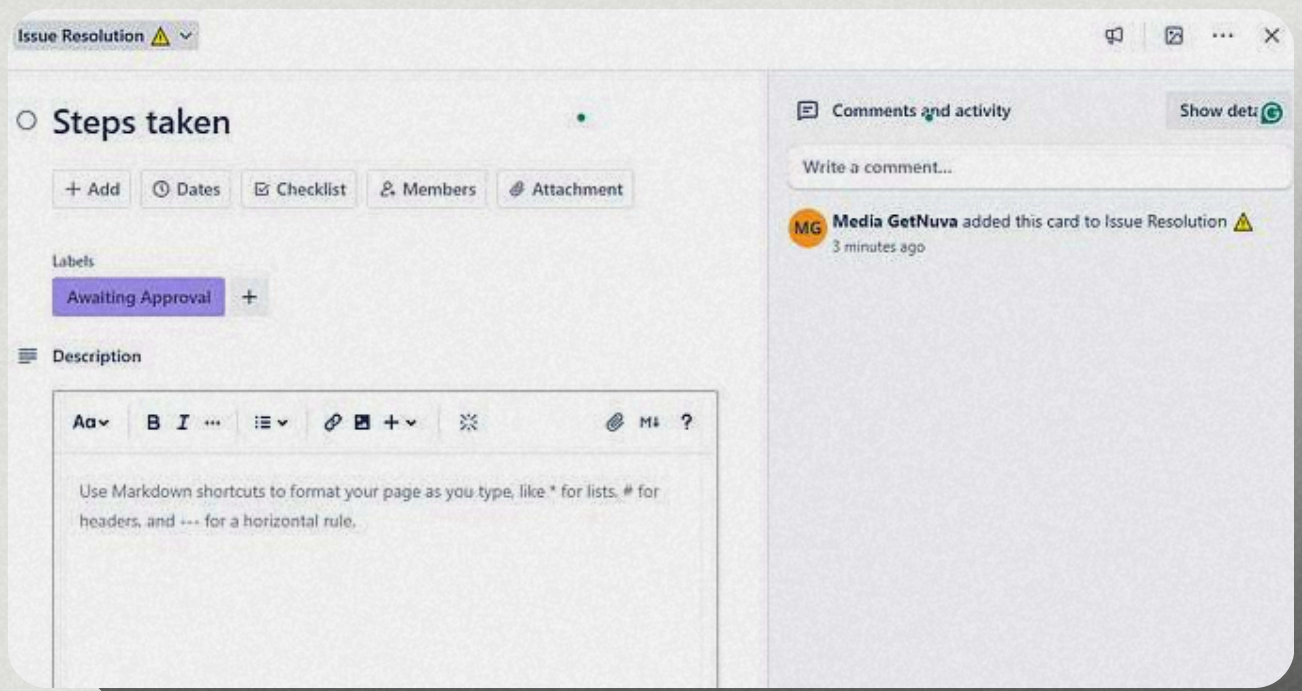 Issue Resolution ⚠
Steps taken
+ Add
Dates
Checklist
Members
Attachment
Labels
Awaiting Approval
+
Description
Aa
B I ...
M↓ ?
Use Markdown shortcuts to format your page as you type, like * for lists, # for
headers, and --- for a horizontal rule.
Comments and activity
Show deta
Write a comment...
MG
Media GetNuva added this card to Issue Resolution ⚠
3 minutes ago